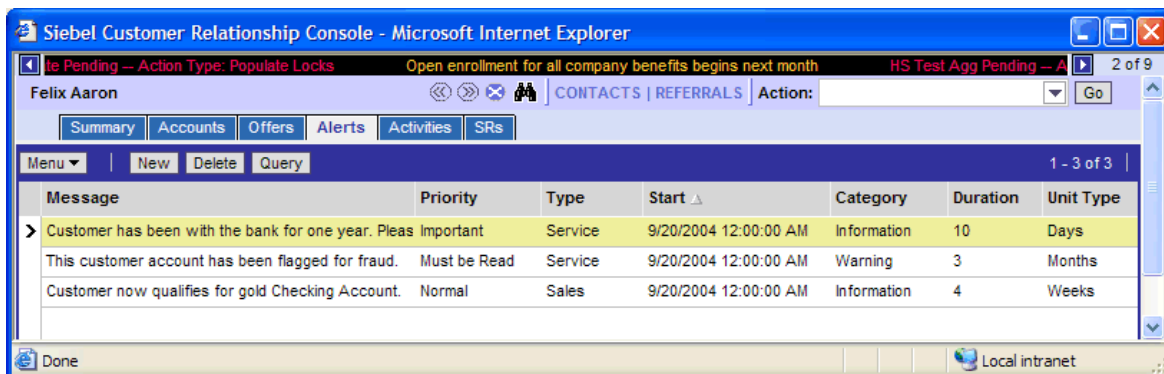 Siebel Customer Relationship Console - Microsoft Internet Explorer
te Pending -- Action Type: Populate Locks Open enrollment for all company benefits begins next month HS Test Agg Pending -- A 2 of 9
Felix Aaron CONTACTS | REFERRALS Action: Go
Summary Accounts Offers Alerts Activities SRs
Menu New Delete Query 1 - 3 of 3
Message Priority Type Start Category Duration Unit Type
Customer has been with the bank for one year. Pleas Important Service 9/20/2004 12:00:00 AM Information 10 Days
This customer account has been flagged for fraud. Must be Read Service 9/20/2004 12:00:00 AM Warning 3 Months
Customer now qualifies for gold Checking Account. Normal Sales 9/20/2004 12:00:00 AM Information 4 Weeks
Done Local intranet